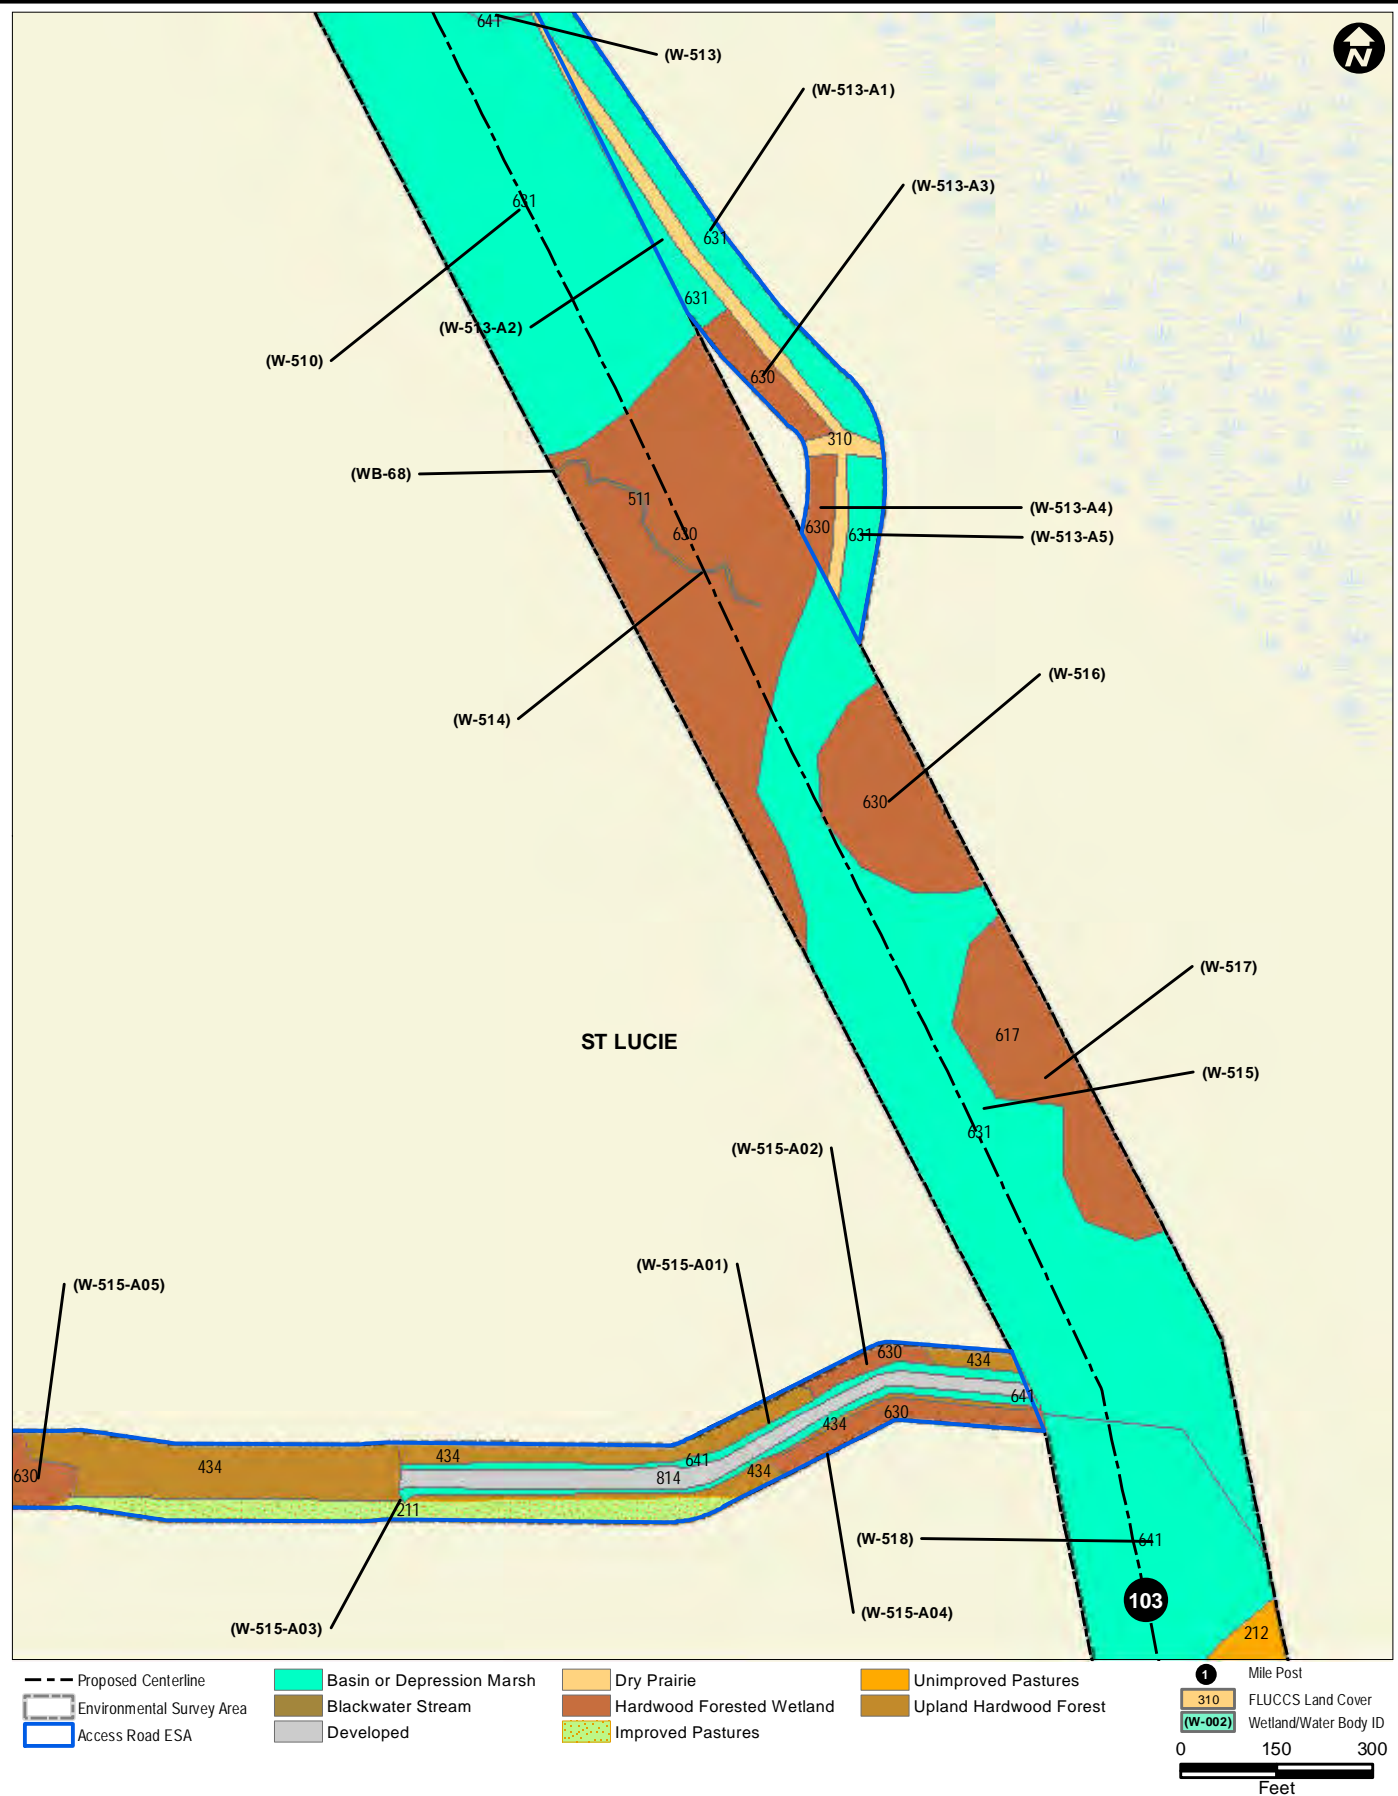 641
(W-513)
N
(W-513-A1)
(W-513-A3)
631
631
631
(W-513-A2)
(W-510)
630
310
(WB-68)
511
(W-513-A4)
630
630
631
(W-513-A5)
(W-516)
(W-514)
630
(W-517)
617
ST LUCIE
(W-515)
631
(W-515-A02)
(W-515-A01)
(W-515-A05)
630
434
641
630
434
434
641
434
434
630
814
211
(W-518)
641
103
(W-515-A04)
(W-515-A03)
212
Proposed Centerline
Environmental Survey Area
Access Road ESA
Basin or Depression Marsh
Blackwater Stream
Developed
Dry Prairie
Hardwood Forested Wetland
Improved Pastures
Unimproved Pastures
Upland Hardwood Forest
1 Mile Post
310 FLUCCS Land Cover
(W-002) Wetland/Water Body ID
0 150 300
Feet